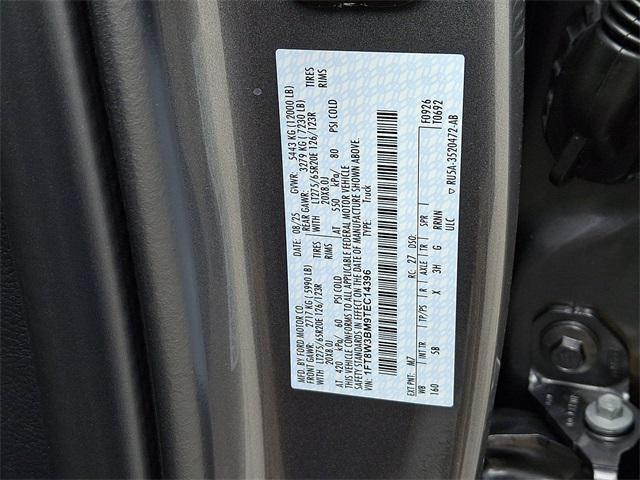 MFD. BY FORD MOTOR CO.
DATE: 08/25 GVWR: 5443 KG (12000 LB)
FRONT GAWR: 2717 KG (5990 LB) REAR GAWR: 3279 KG (7230 LB)
LT275/65R20E 126/123R TIRES WITH LT275/65R20E 126/123R TIRES
20X8.0J RIMS 20X8.0J RIMS
AT 420 kPa/ 60 PSI COLD AT 550 kPa/ 80 PSI COLD
THIS VEHICLE CONFORMS TO ALL APPLICABLE FEDERAL MOTOR VEHICLE
SAFETY STANDARDS IN EFFECT ON THE DATE OF MANUFACTURE SHOWN ABOVE.
VIN: 1FT8W3BM9TEC14396 TYPE: Truck
EXT PNT: M7 RC: 27 DSO: F0926
T0692
WB INT TR TP/PS R AXLE TR SPR
160 SB X 3H G RRNN
ULC RU5A-3520472-AB